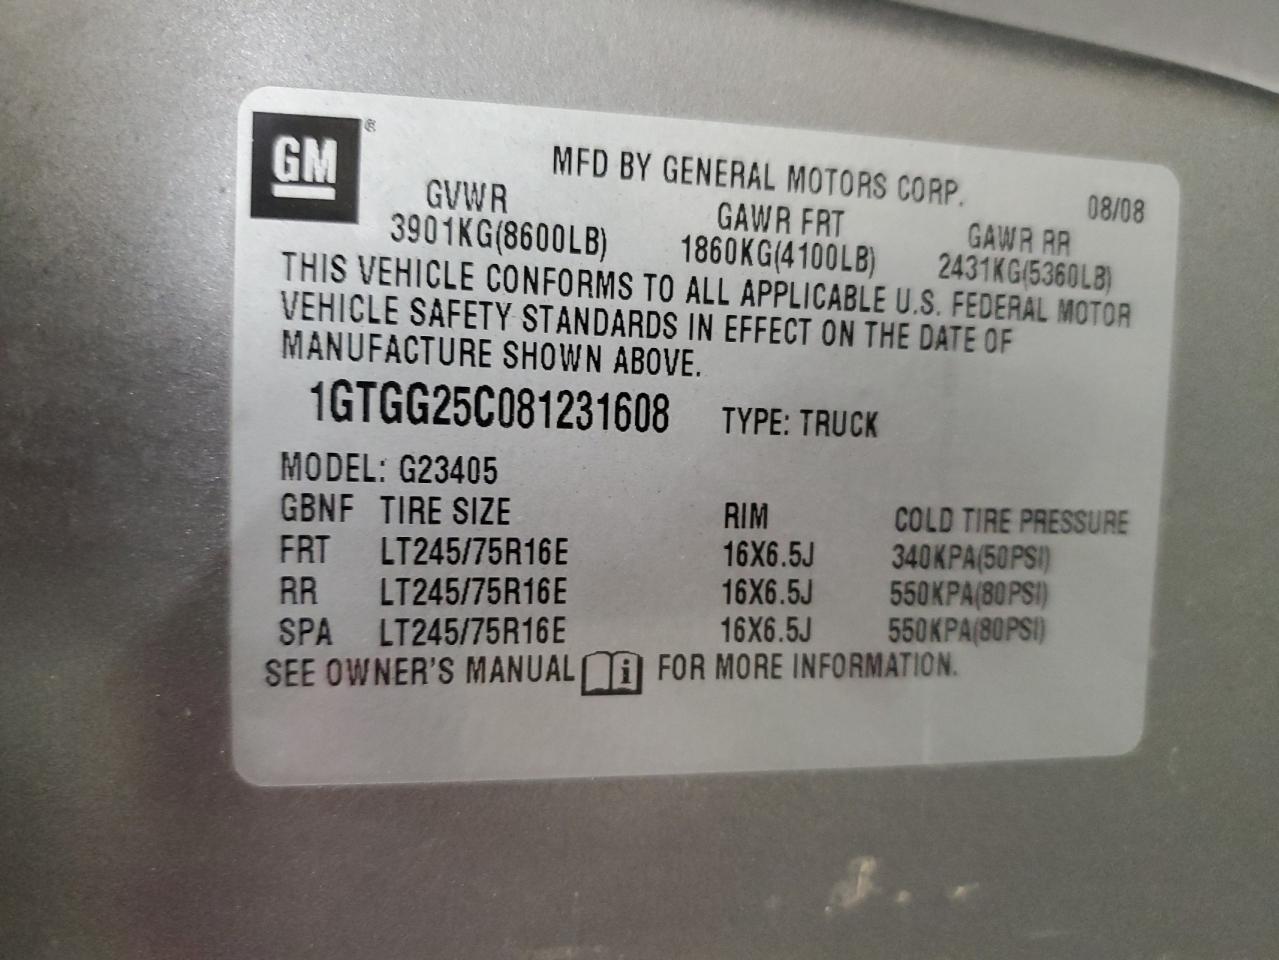 GM ®
MFD BY GENERAL MOTORS CORP.
08/08
GVWR GAWR FRT GAWR RR
3901KG(8600LB) 1860KG(4100LB) 2431KG(5360LB)
THIS VEHICLE CONFORMS TO ALL APPLICABLE U.S. FEDERAL MOTOR
VEHICLE SAFETY STANDARDS IN EFFECT ON THE DATE OF
MANUFACTURE SHOWN ABOVE.
1GTGG25C081231608 TYPE: TRUCK
MODEL: G23405
GBNF TIRE SIZE RIM COLD TIRE PRESSURE
FRT LT245/75R16E 16X6.5J 340KPA(50PSI)
RR LT245/75R16E 16X6.5J 550KPA(80PSI)
SPA LT245/75R16E 16X6.5J 550KPA(80PSI)
SEE OWNER'S MANUAL i FOR MORE INFORMATION.